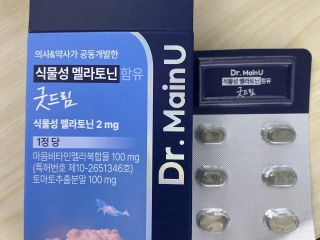 의사&약사가 공동개발한
식물성 멜라토닌 함유
굿드림
식물성 멜라토닌 2 mg
1정 당
마음비타민멜라복합물 100 mg
(특허번호 제10-2651346호)
토마토추출분말 100 mg
Dr. MainU
Dr. MainU
식물성 멜라토닌함유
굿드림